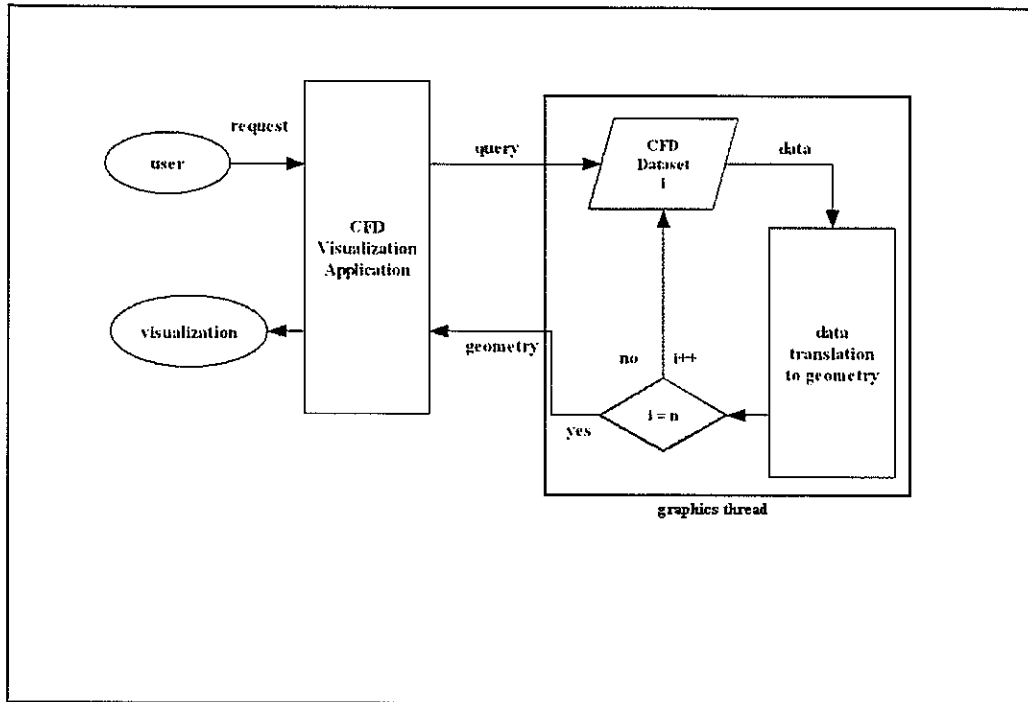 request
user
query
CFD
Dataset
i
data
CFD
Visualization
Application
visualization
geometry
no
i++
data
translation
to geometry
i = n
yes
graphics thread